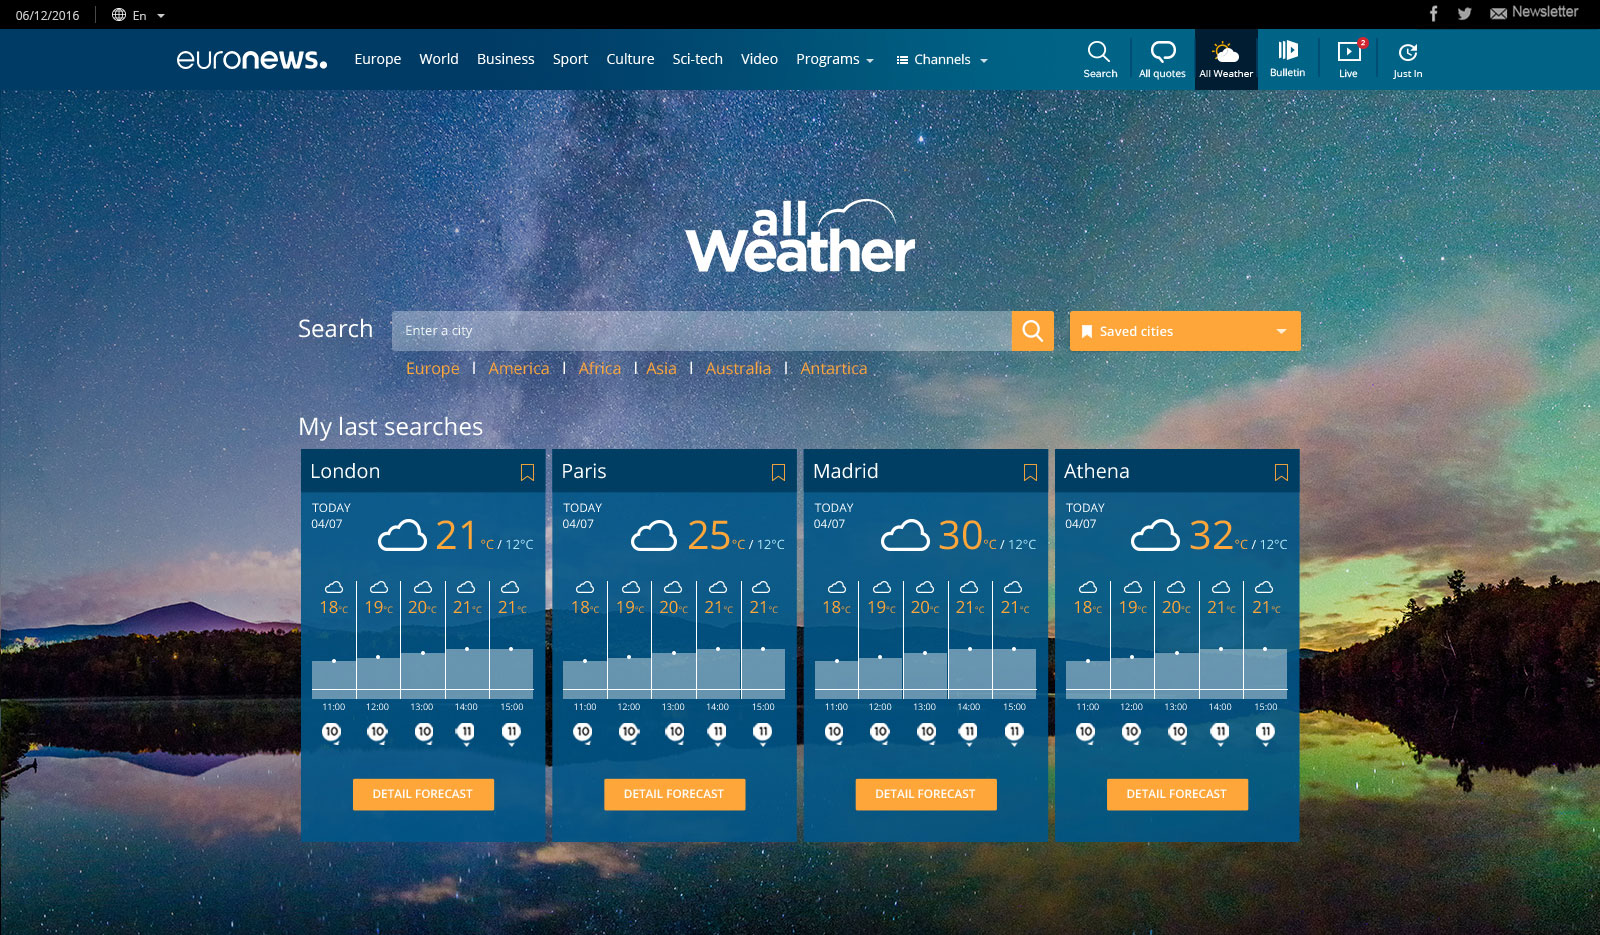 06/12/2016 En Newsletter
euronews. Europe World Business Sport Culture Sci-tech Video Programs Channels Search All quotes All Weather Bulletin 2 Live Just In
all
Weather
Search Enter a city Saved cities
Europe I America I Africa I Asia I Australia I Antartica
My last searches
London
TODAY
04/07
21°C / 12°C
18°C 19°C 20°C 21°C 21°C
11:00 12:00 13:00 14:00 15:00
10 10 10 11 11
DETAIL FORECAST
Paris
TODAY
04/07
25°C / 12°C
18°C 19°C 20°C 21°C 21°C
11:00 12:00 13:00 14:00 15:00
10 10 10 11 11
DETAIL FORECAST
Madrid
TODAY
04/07
30°C / 12°C
18°C 19°C 20°C 21°C 21°C
11:00 12:00 13:00 14:00 15:00
10 10 10 11 11
DETAIL FORECAST
Athena
TODAY
04/07
32°C / 12°C
18°C 19°C 20°C 21°C 21°C
11:00 12:00 13:00 14:00 15:00
10 10 10 11 11
DETAIL FORECAST